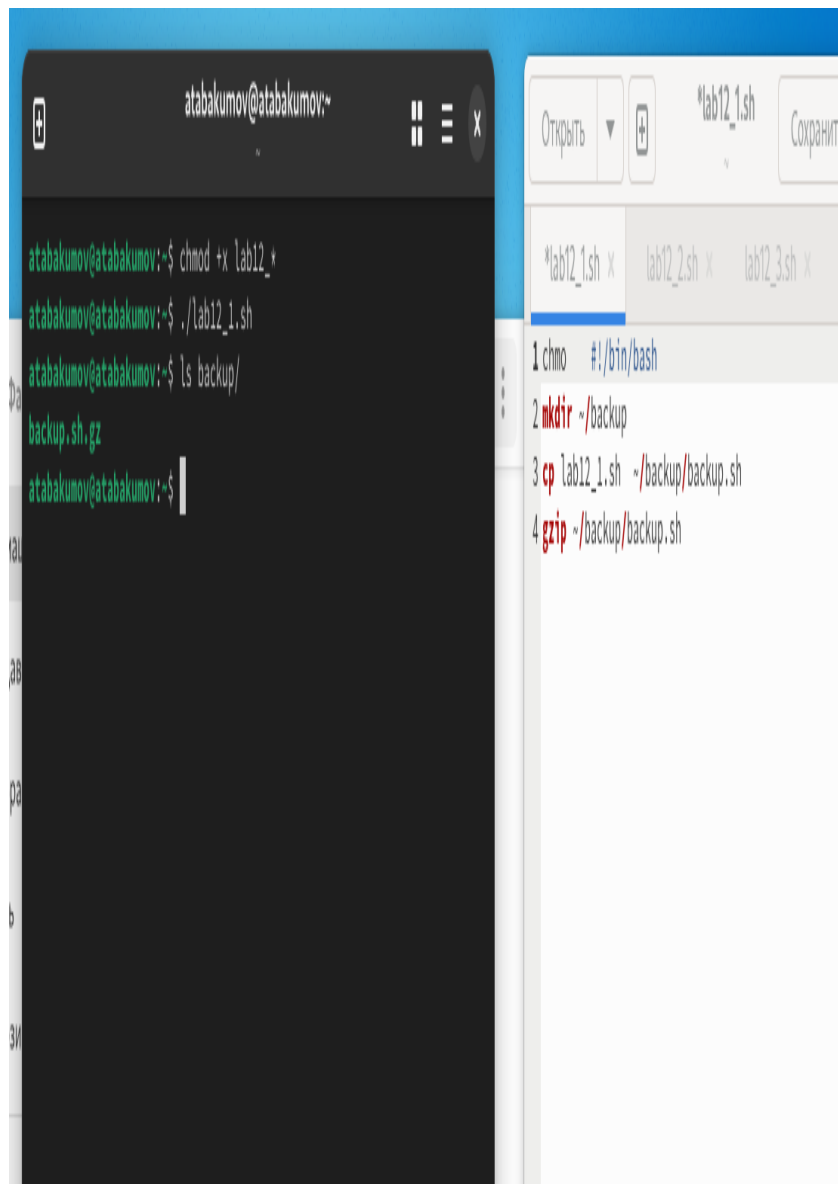 atabakumov@atabakumov:~
~
atabakumov@atabakumov:~$ chmod +x lab12_*
atabakumov@atabakumov:~$ ./lab12_1.sh
atabakumov@atabakumov:~$ ls backup/
backup.sh.gz
atabakumov@atabakumov:~$
Открыть
*lab12_1.sh
~
Сохранит
*lab12_1.sh × lab12_2.sh × lab12_3.sh ×
1 chmo #!/bin/bash
2 mkdir ~/backup
3 cp lab12_1.sh ~/backup/backup.sh
4 gzip ~/backup/backup.sh